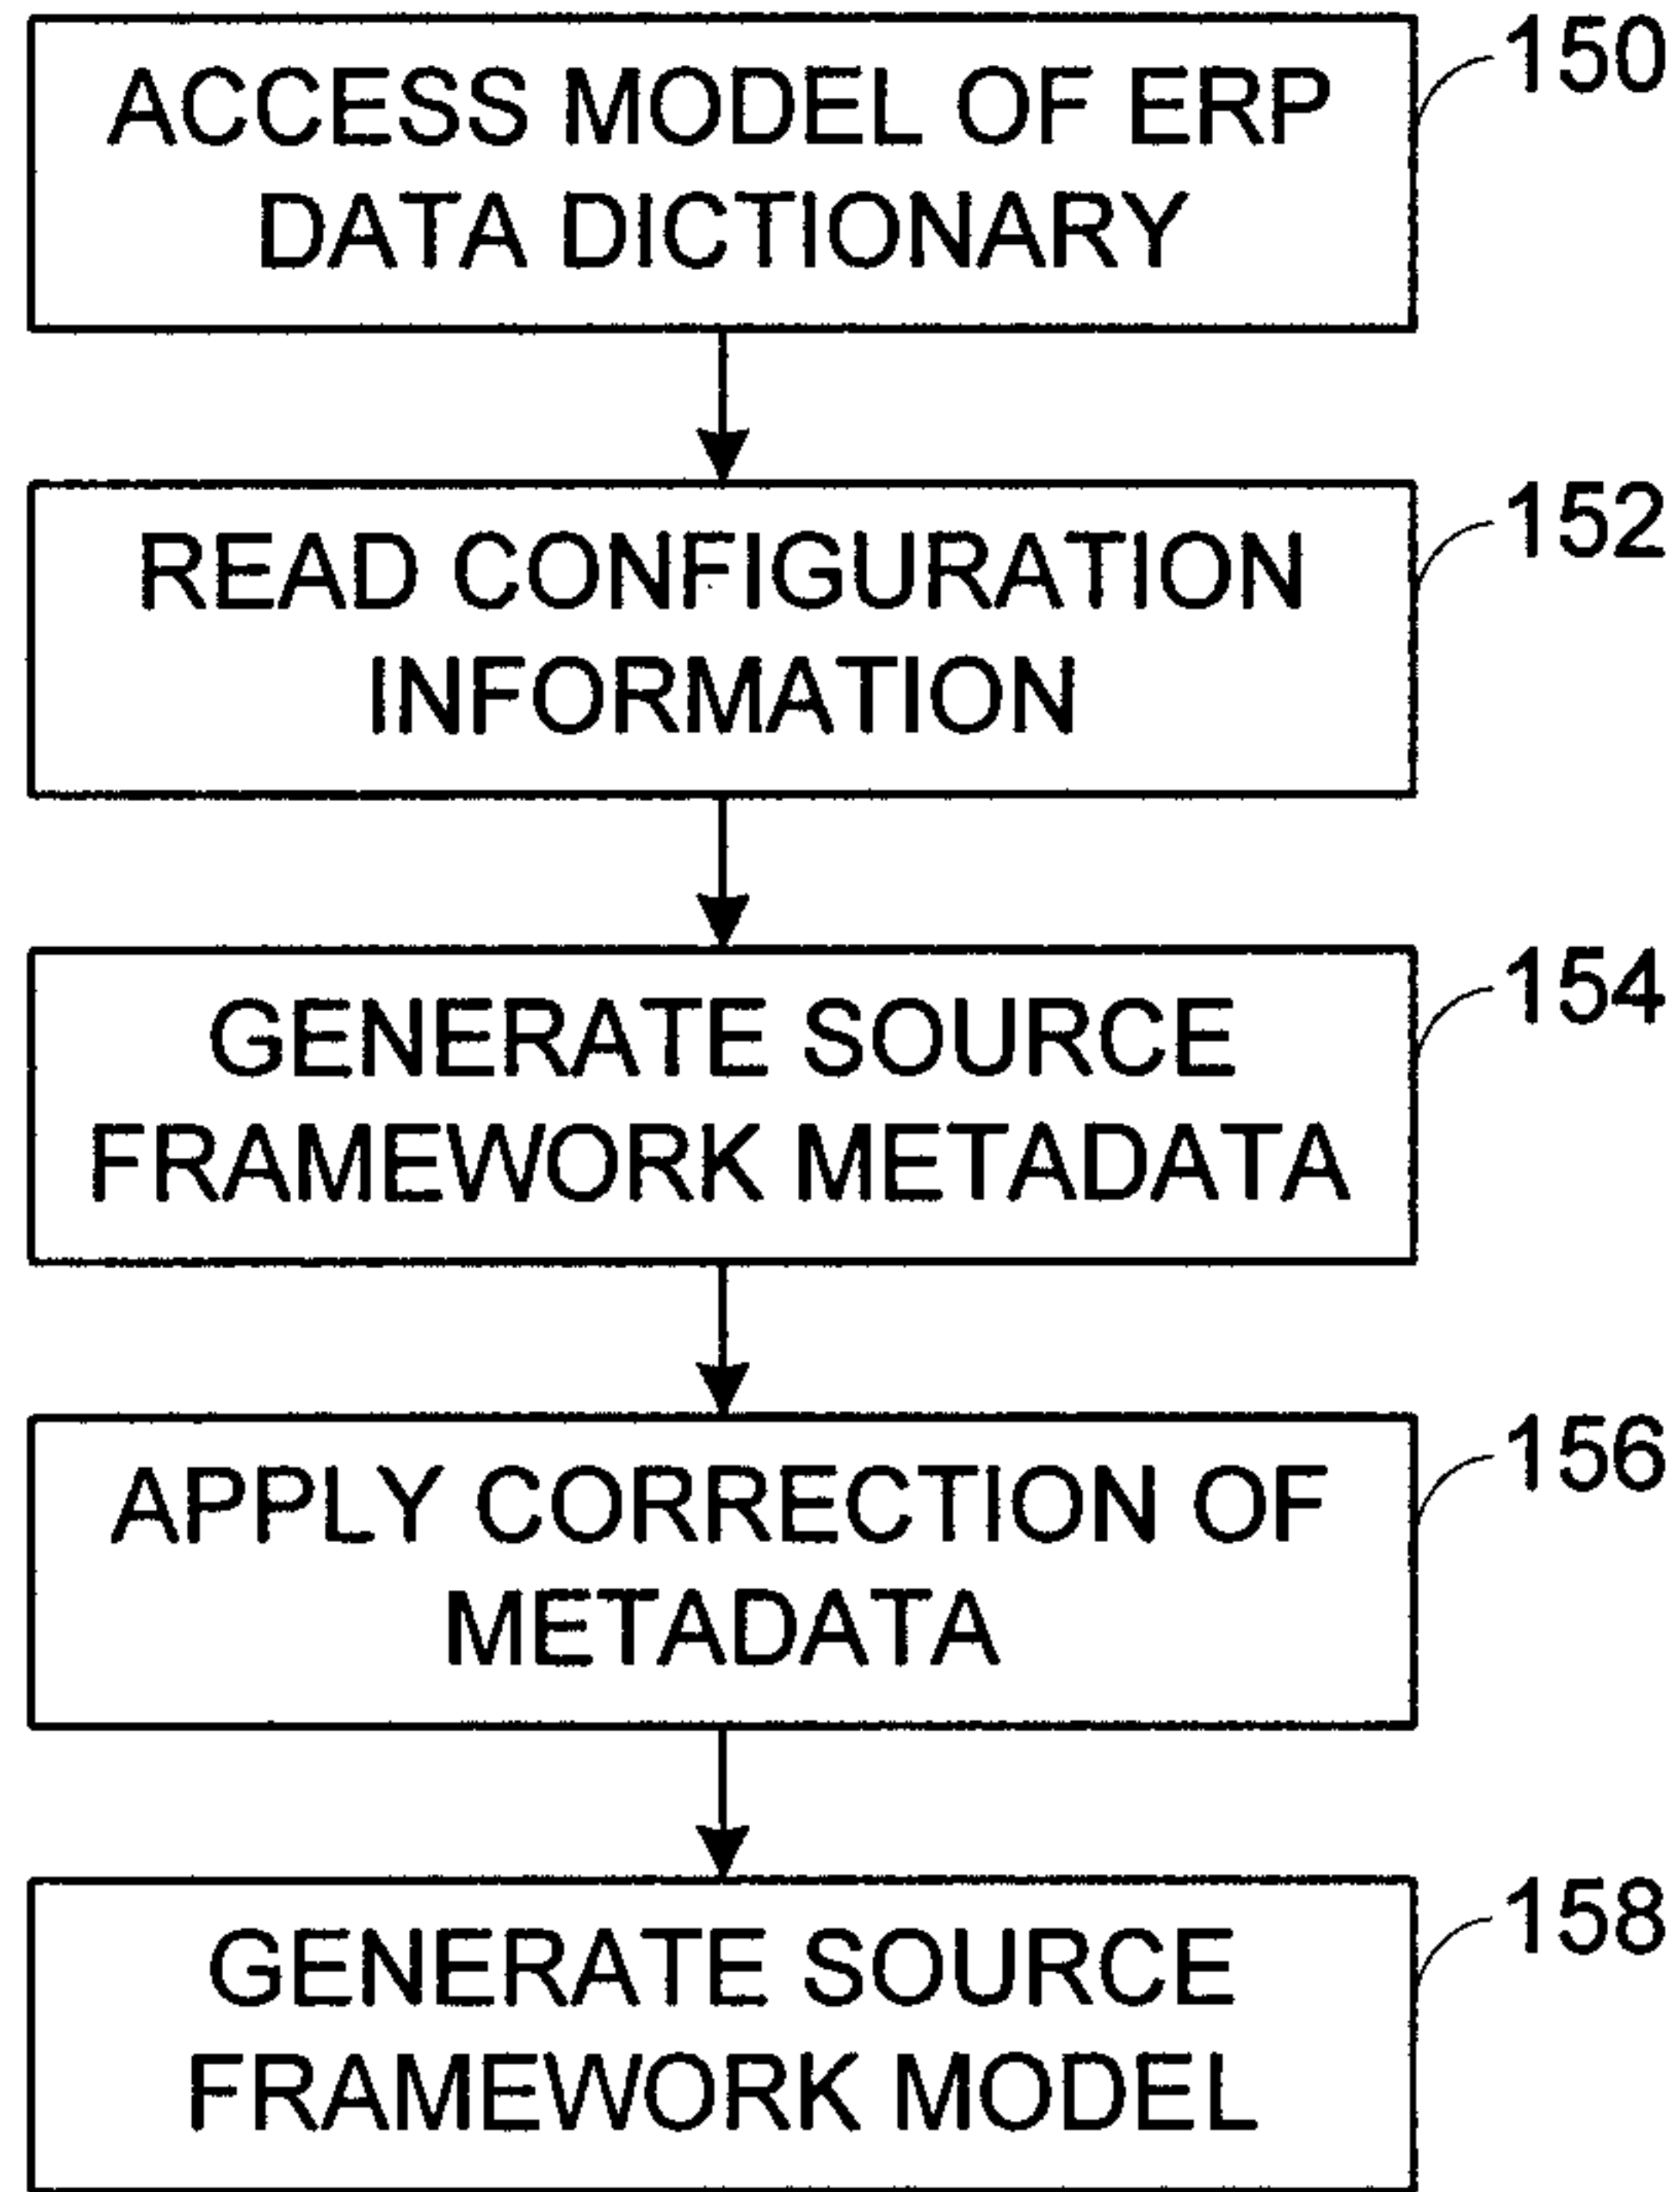 150
ACCESS MODEL OF ERP
DATA DICTIONARY
152
READ CONFIGURATION
INFORMATION
154
GENERATE SOURCE
FRAMEWORK METADATA
156
APPLY CORRECTION OF
METADATA
158
GENERATE SOURCE
FRAMEWORK MODEL